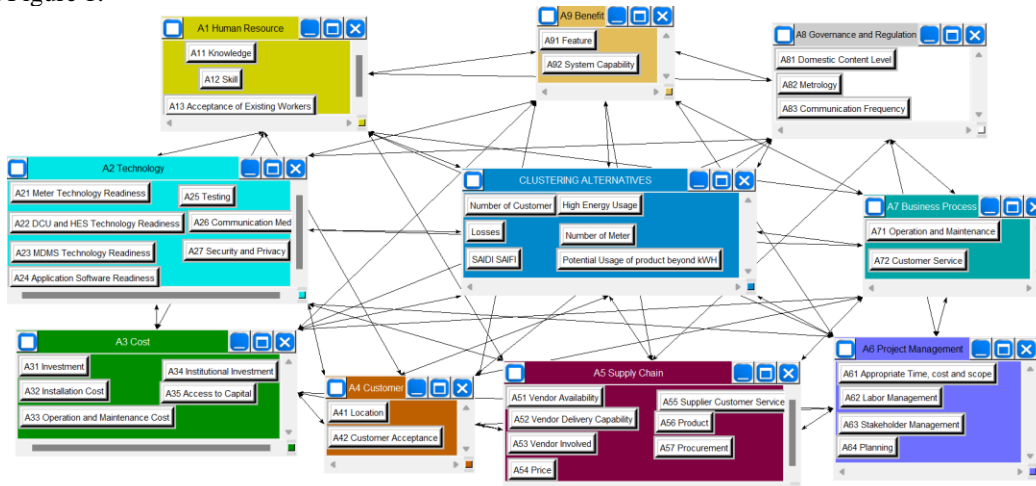 Figure 1.
A1 Human Resource
A11 Knowledge
A12 Skill
A13 Acceptance of Existing Workers
A9 Benefit
A91 Feature
A92 System Capability
A8 Governance and Regulation
A81 Domestic Content Level
A82 Metrology
A83 Communication Frequency
A2 Technology
A21 Meter Technology Readiness
A25 Testing
A22 DCU and HES Technology Readiness
A26 Communication Med
A23 MDMS Technology Readiness
A27 Security and Privacy
A24 Application Software Readiness
CLUSTERING ALTERNATIVES
Number of Customer
High Energy Usage
Losses
Number of Meter
SAIDI SAIFI
Potential Usage of product beyond kWH
A7 Business Process
A71 Operation and Maintenance
A72 Customer Service
A3 Cost
A31 Investment
A34 Institutional Investment
A32 Installation Cost
A35 Access to Capital
A33 Operation and Maintenance Cost
A4 Customer
A41 Location
A42 Customer Acceptance
A5 Supply Chain
A51 Vendor Availability
A55 Supplier Customer Service
A52 Vendor Delivery Capability
A56 Product
A53 Vendor Involved
A57 Procurement
A54 Price
A6 Project Management
A61 Appropriate Time, cost and scope
A62 Labor Management
A63 Stakeholder Management
A64 Planning